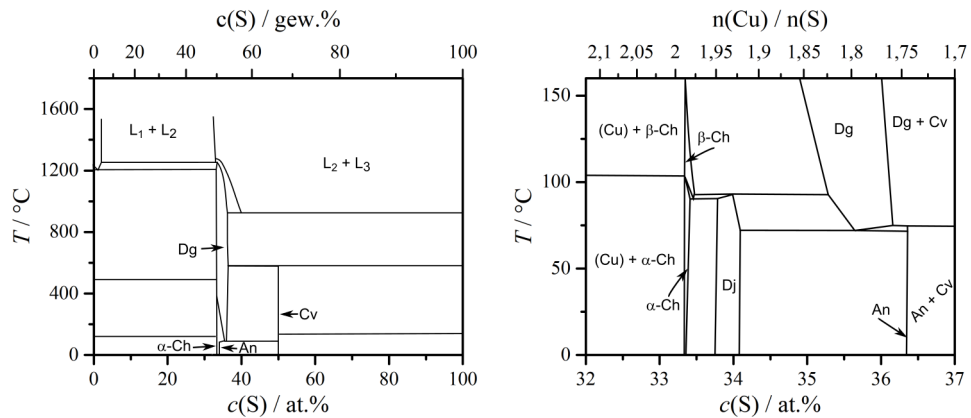 c(S) / gew.%
0 20 40 60 80 100
T / °C
1600
1200
800
400
0
L₁ + L₂
L₂ + L₃
Dg
Cv
α-Ch
An
0 20 40 60 80 100
c(S) / at.%
n(Cu) / n(S)
2,1 2,05 2 1,95 1,9 1,85 1,8 1,75 1,7
T / °C
150
100
50
0
(Cu) + β-Ch
β-Ch
Dg
Dg + Cv
(Cu) + α-Ch
α-Ch
Dj
An
An + Cv
32 33 34 35 36 37
c(S) / at.%